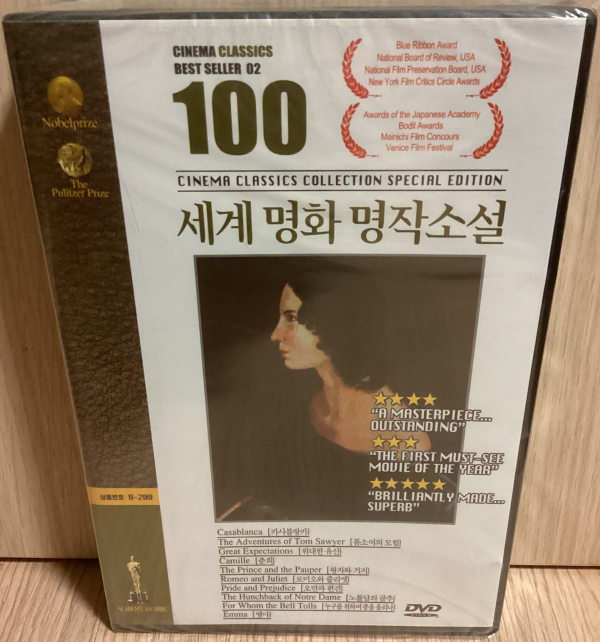 CINEMA CLASSICS
BEST SELLER 02
100
Blue Ribbon Award
National Board of Review, USA
National Film Preservation Board, USA
New York Film Critics Circle Awards
Awards of the Japanese Academy
Bodil Awards
Mainichi Film Concours
Venice Film Festival
Nobelprize
The
Pulitzer Prize
CINEMA CLASSICS COLLECTION SPECIAL EDITION
세계 명화 명작소설
"A MASTERPIECE...
OUTSTANDING"
"THE FIRST MUST-SEE
MOVIE OF THE YEAR"
"BRILLIANTLY MADE...
SUPERB"
상품번호 B-200
Casablanca [카사블랑카]
The Adventures of Tom Sawyer [톰소여의 모험]
Great Expectations [위대한 유산]
Camille [춘희]
The Prince and the Pauper [왕자와 거지]
Romeo and Juliet [로미오와 줄리엣]
Pride and Prejudice [오만과 편견]
The Hunchback of Notre Dame [노틀담의 꼽추]
For Whom the Bell Tolls [누구를 위하여 종은 울리나]
Emma [엠마]
ACADEMY AWARDS
DVD
VIDEO